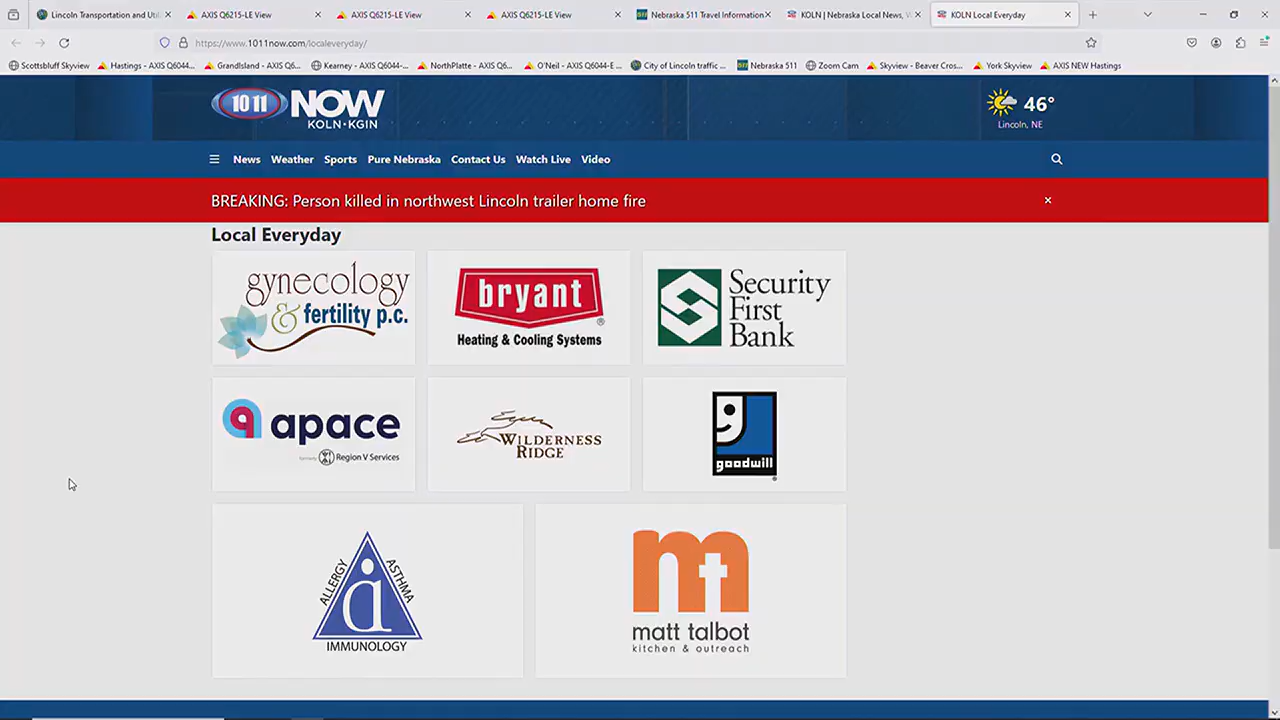 Lincoln Transportation and Uti
AXIS Q6215-LE View
AXIS Q6215-LE View
AXIS Q6215-LE View
Nebraska 511 Travel Information
KOLN | Nebraska Local News, W
KOLN Local Everyday
https://www.1011now.com/localeveryday/
Scottsbluff Skyview
Hastings - AXIS Q6044...
GrandIsland - AXIS Q6...
Kearney - AXIS Q6044-...
NorthPlatte - AXIS Q6...
O'Neil - AXIS Q6044-E ...
City of Lincoln traffic ...
511 Nebraska 511
Zoom Cam
Skyview - Beaver Cros...
York Skyview
AXIS NEW Hastings
10 11 NOW
KOLN•KGIN
46°
Lincoln, NE
News Weather Sports Pure Nebraska Contact Us Watch Live Video
BREAKING: Person killed in northwest Lincoln trailer home fire
Local Everyday
gynecology
& fertility p.c.
bryant
®
Heating & Cooling Systems
Security
First
Bank
apace
formerly Region V Services
WILDERNESS
RIDGE
goodwill
ALLERGY
ASTHMA
IMMUNOLOGY
mt
matt talbot
kitchen & outreach